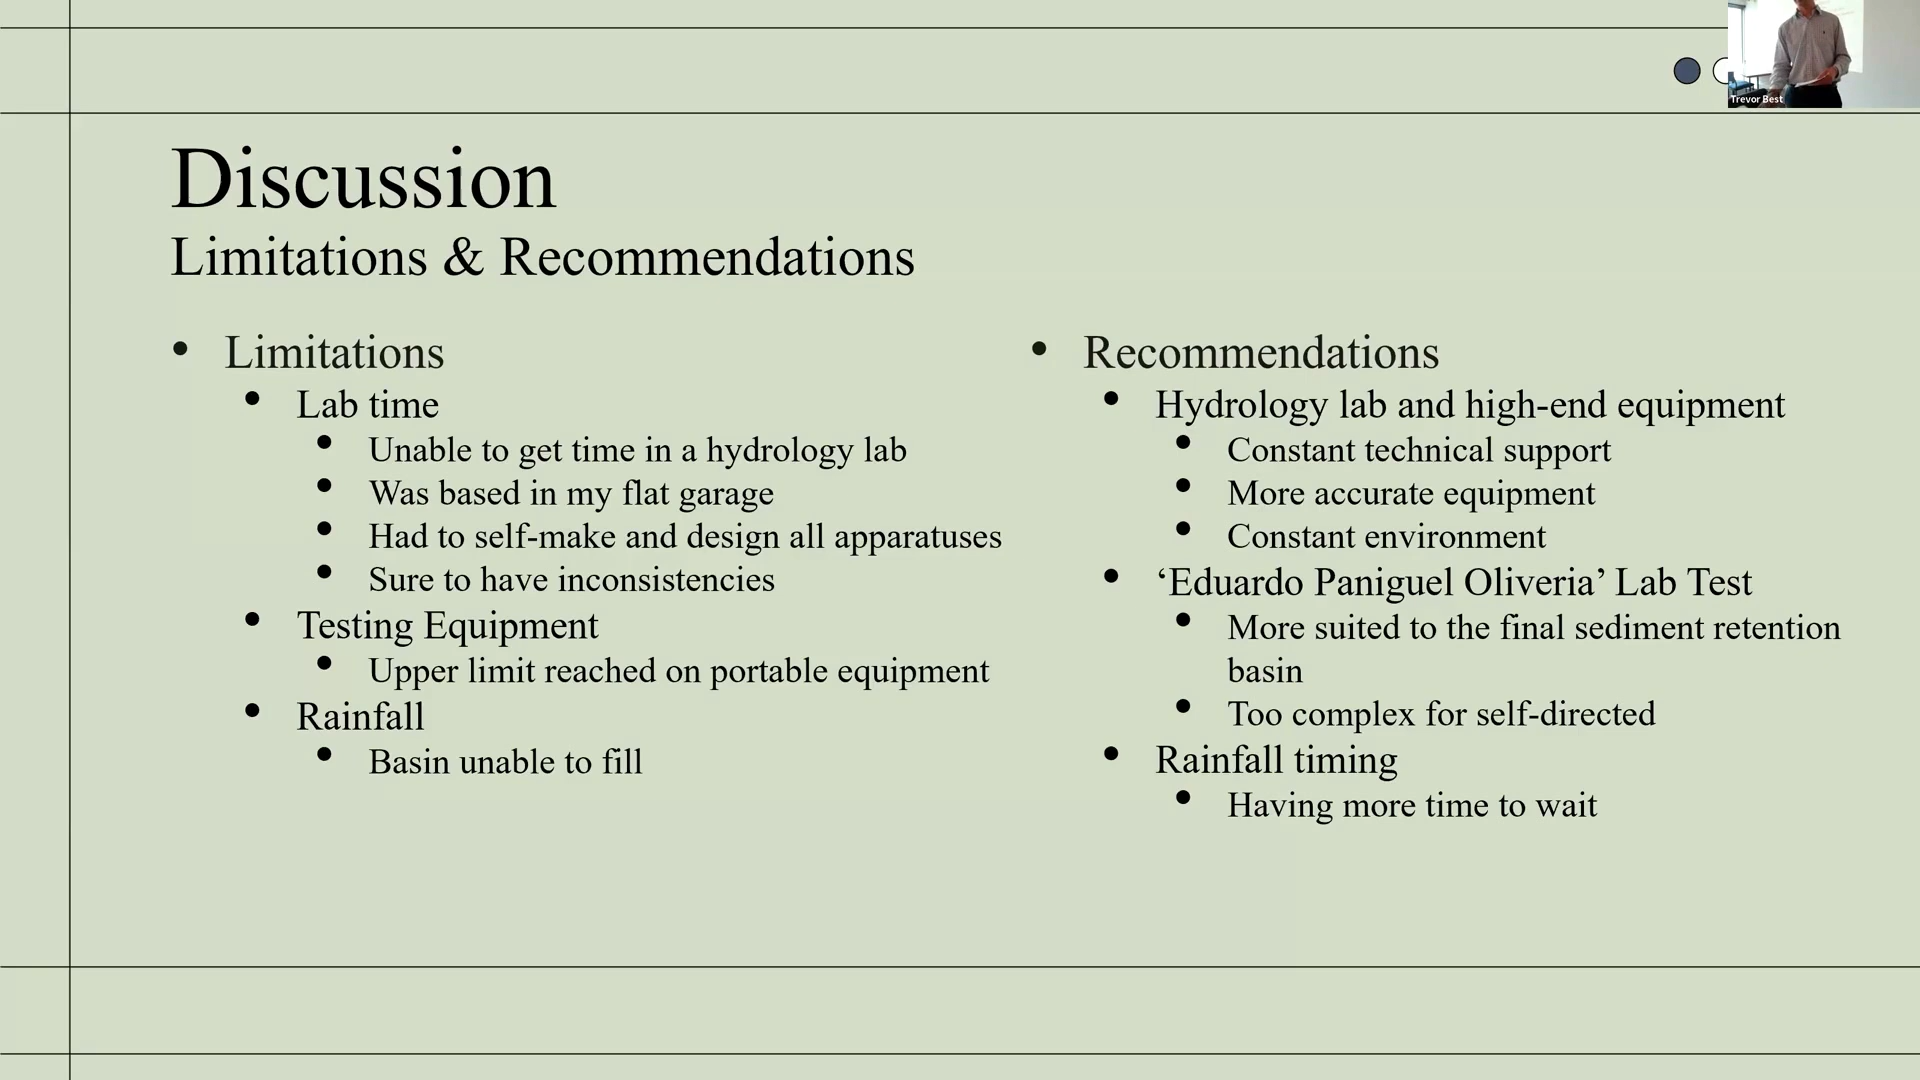 Trevor Best
Discussion
Limitations & Recommendations
• Limitations
• Lab time
• Unable to get time in a hydrology lab
• Was based in my flat garage
• Had to self-make and design all apparatuses
• Sure to have inconsistencies
• Testing Equipment
• Upper limit reached on portable equipment
• Rainfall
• Basin unable to fill
• Recommendations
• Hydrology lab and high-end equipment
• Constant technical support
• More accurate equipment
• Constant environment
• ‘Eduardo Paniguel Oliveria’ Lab Test
• More suited to the final sediment retention
basin
• Too complex for self-directed
• Rainfall timing
• Having more time to wait